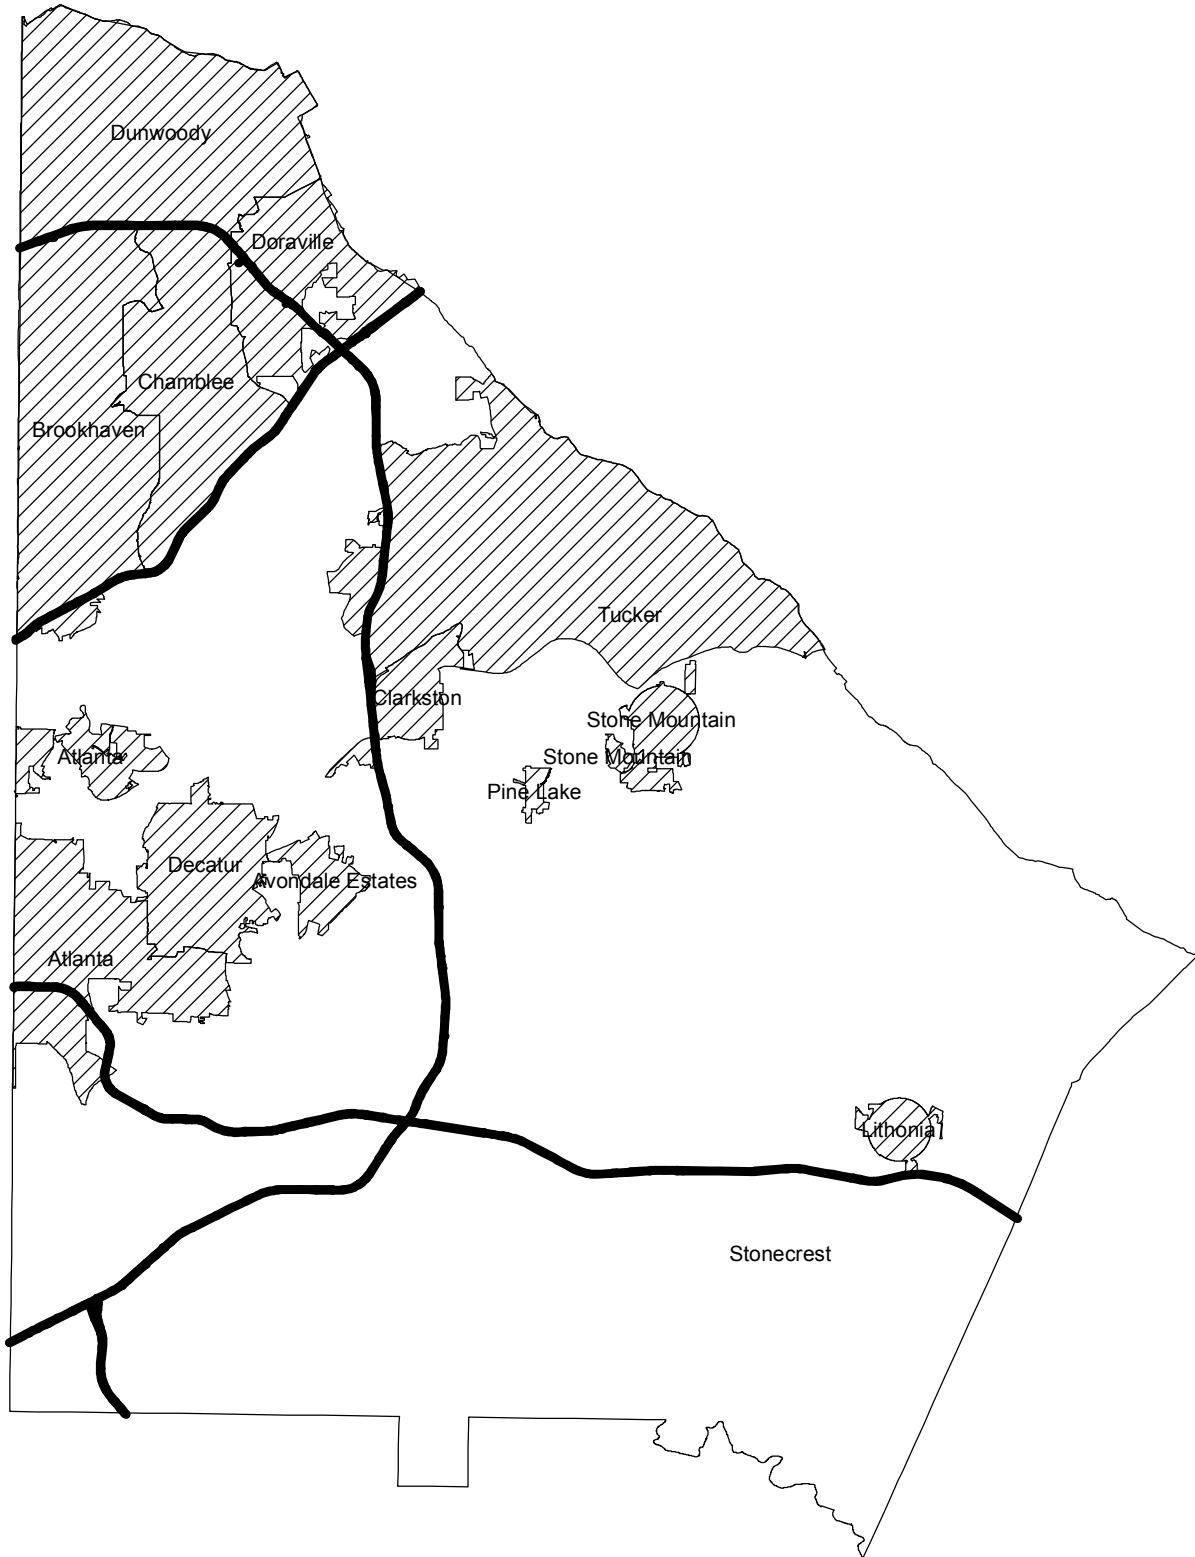 Dunwoody
Doraville
Chamblee
Brookhaven
Tucker
Clarkston
Stone Mountain
Atlanta
Stone Mountain
Pine Lake
Decatur
Avondale Estates
Atlanta
Lithonia
Stonecrest